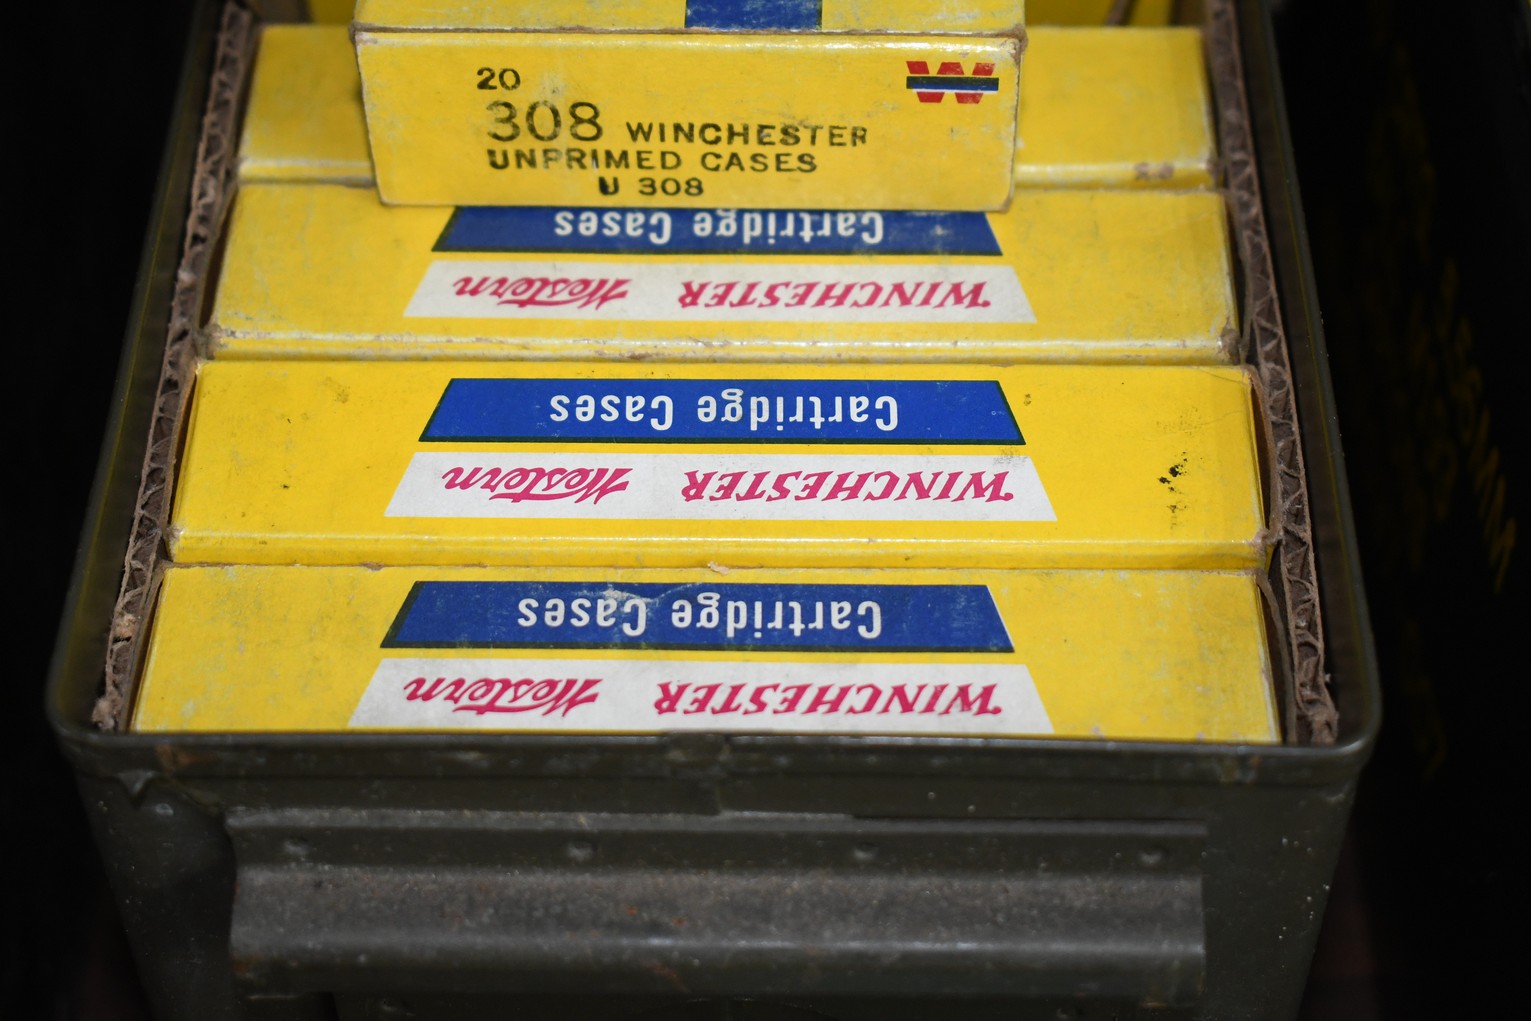 20
308 WINCHESTER
UNPRIMED CASES
U 308
W
Cartridge Cases
WINCHESTER Western
Cartridge Cases
WINCHESTER Western
Cartridge Cases
WINCHESTER Western